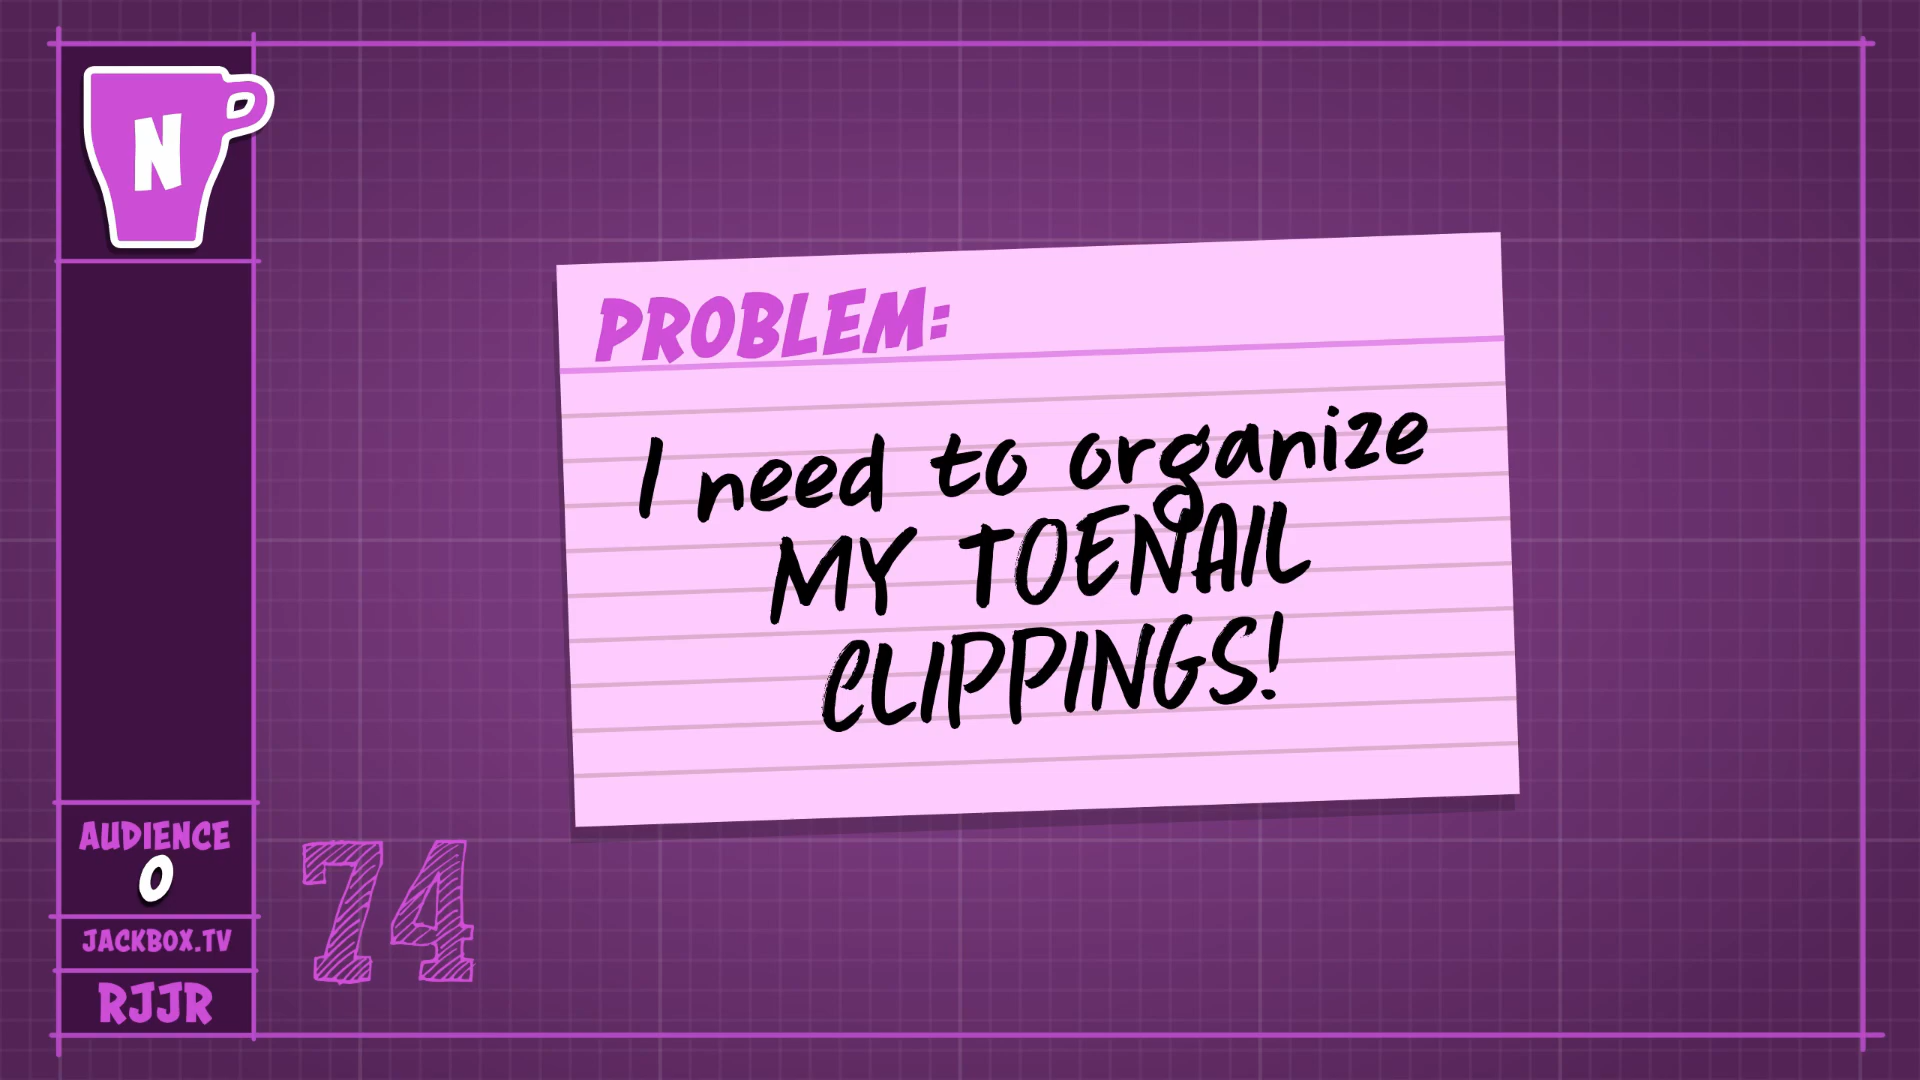 N
PROBLEM:
I need to organize
MY TOENAIL
CLIPPINGS!
AUDIENCE
0
JACKBOX.TV
RJJR
74